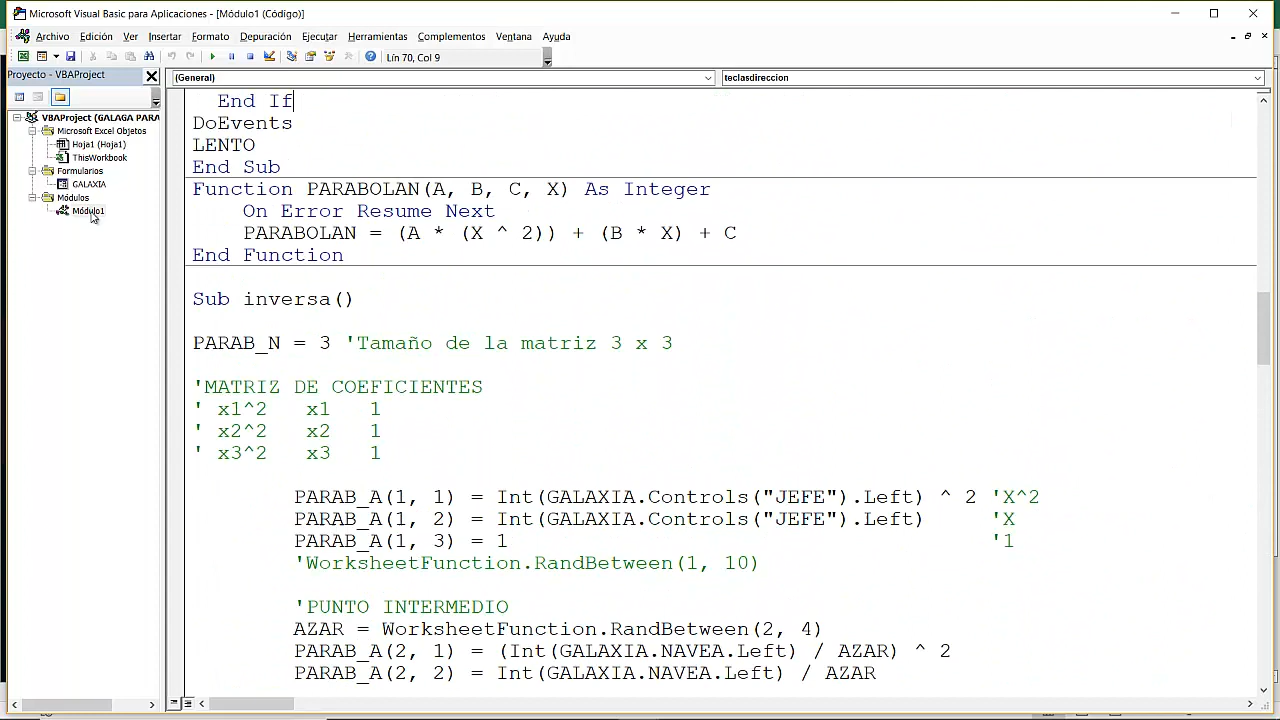 Microsoft Visual Basic para Aplicaciones - [Módulo1 (Código)]
Archivo Edición Ver Insertar Formato Depuración Ejecutar Herramientas Complementos Ventana Ayuda
Lín 70, Col 9
Proyecto - VBAProject
(General)
teclasdireccion
VBAProject (GALAGA PARA
Microsoft Excel Objetos
Hoja1 (Hoja1)
ThisWorkbook
Formularios
GALAXIA
Módulos
Módulo1
End If
DoEvents
LENTO
End Sub
Function PARABOLAN(A, B, C, X) As Integer
On Error Resume Next
PARABOLAN = (A * (X ^ 2)) + (B * X) + C
End Function
Sub inversa()
PARAB_N = 3 'Tamaño de la matriz 3 x 3
'MATRIZ DE COEFICIENTES
' x1^2 x1 1
' x2^2 x2 1
' x3^2 x3 1
PARAB_A(1, 1) = Int(GALAXIA.Controls("JEFE").Left) ^ 2 'X^2
PARAB_A(1, 2) = Int(GALAXIA.Controls("JEFE").Left) 'X
PARAB_A(1, 3) = 1 '1
'WorksheetFunction.RandBetween(1, 10)
'PUNTO INTERMEDIO
AZAR = WorksheetFunction.RandBetween(2, 4)
PARAB_A(2, 1) = (Int(GALAXIA.NAVEA.Left) / AZAR) ^ 2
PARAB_A(2, 2) = Int(GALAXIA.NAVEA.Left) / AZAR